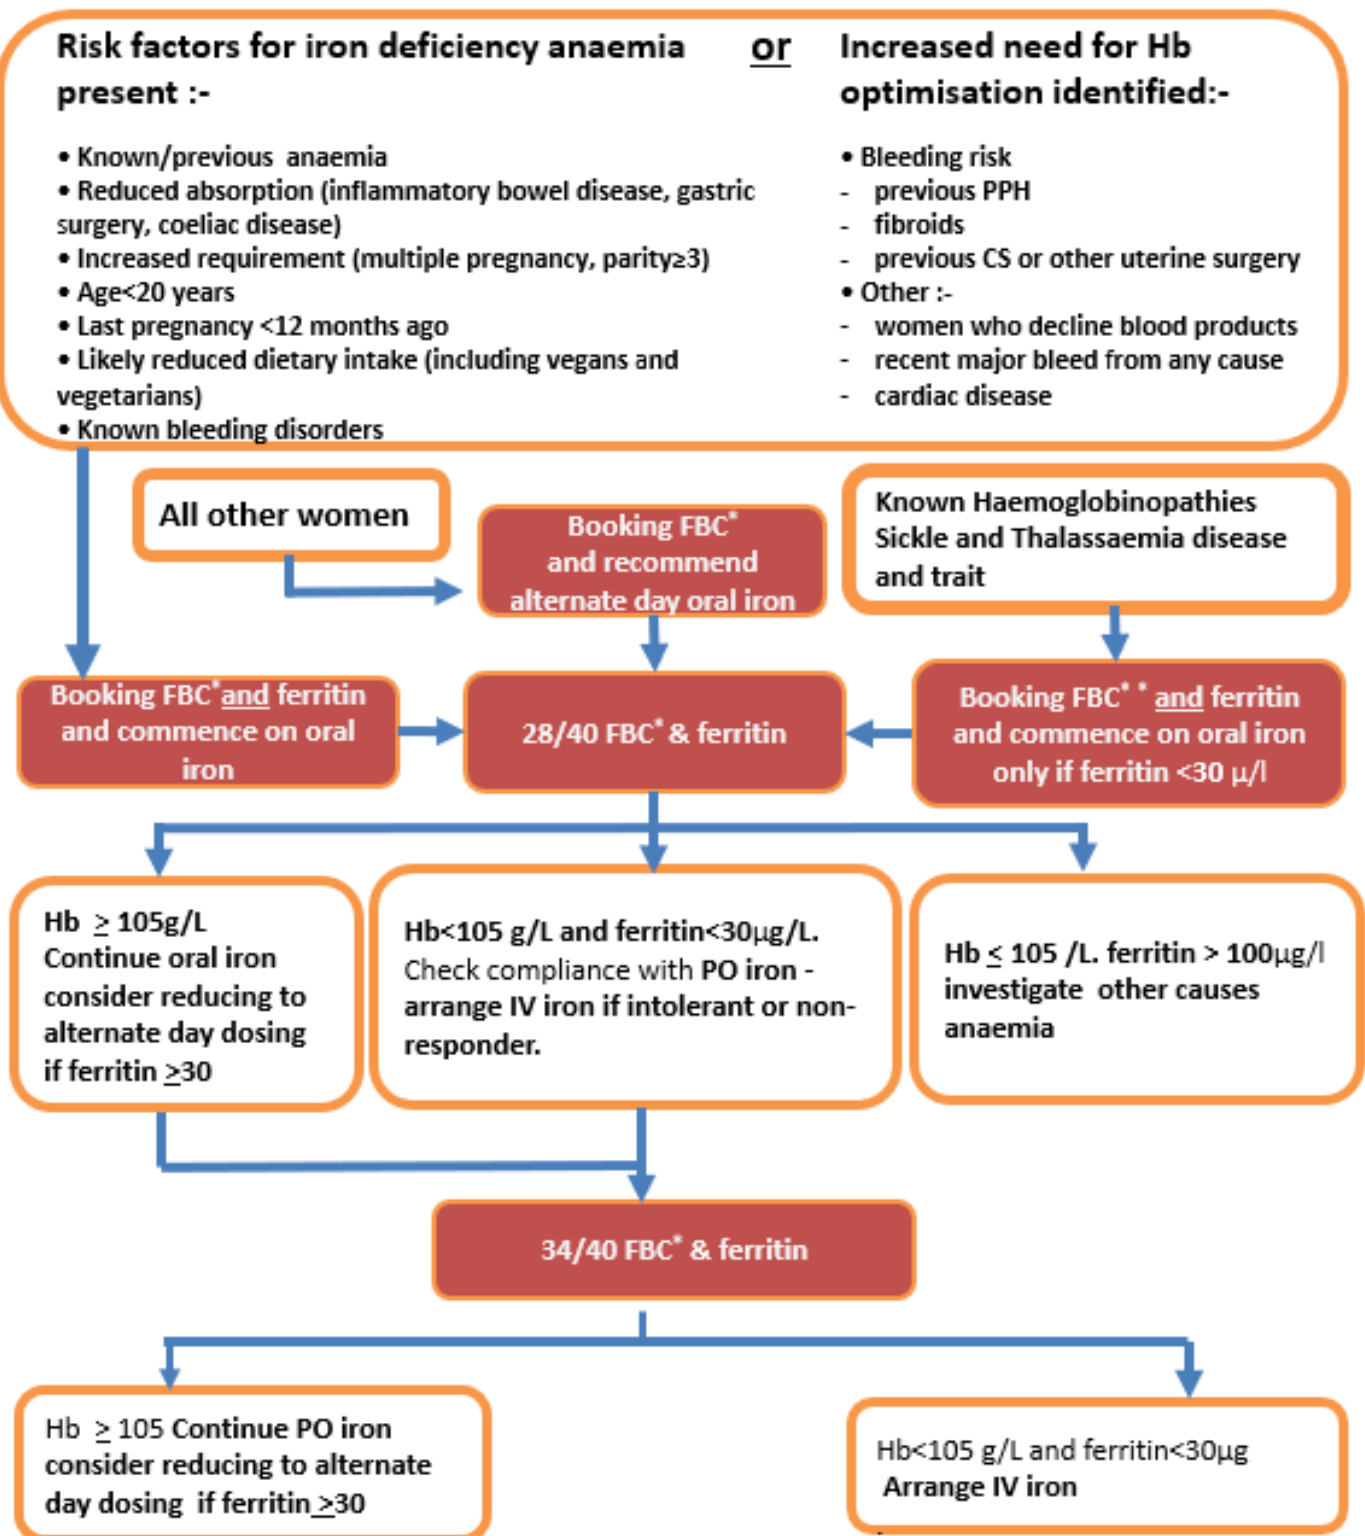 Risk factors for iron deficiency anaemia
present :-
• Known/previous anaemia
• Reduced absorption (inflammatory bowel disease, gastric
surgery, coeliac disease)
• Increased requirement (multiple pregnancy, parity≥3)
• Age<20 years
• Last pregnancy <12 months ago
• Likely reduced dietary intake (including vegans and
vegetarians)
• Known bleeding disorders
or
Increased need for Hb
optimisation identified:-
• Bleeding risk
- previous PPH
- fibroids
- previous CS or other uterine surgery
• Other :-
- women who decline blood products
- recent major bleed from any cause
- cardiac disease
All other women
Booking FBC*
and recommend
alternate day oral iron
Known Haemoglobinopathies
Sickle and Thalassaemia disease
and trait
Booking FBC* and ferritin
and commence on oral
iron
28/40 FBC* & ferritin
Booking FBC* * and ferritin
and commence on oral iron
only if ferritin <30 μ/l
Hb ≥ 105g/L
Continue oral iron
consider reducing to
alternate day dosing
if ferritin ≥30
Hb<105 g/L and ferritin<30μg/L.
Check compliance with PO iron -
arrange IV iron if intolerant or non-
responder.
Hb ≤ 105 /L. ferritin > 100μg/l
investigate other causes
anaemia
34/40 FBC* & ferritin
Hb ≥ 105 Continue PO iron
consider reducing to alternate
day dosing if ferritin ≥30
Hb<105 g/L and ferritin<30μg
Arrange IV iron